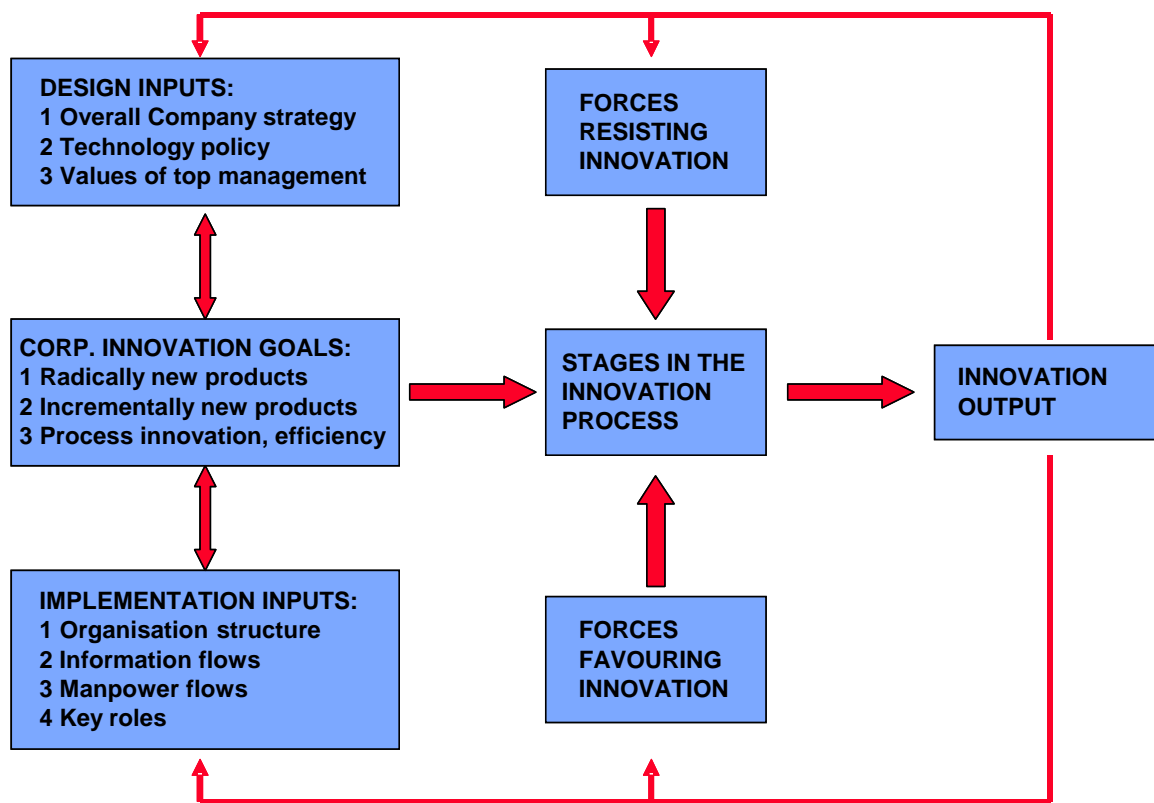 DESIGN INPUTS:
1 Overall Company strategy
2 Technology policy
3 Values of top management
FORCES
RESISTING
INNOVATION
CORP. INNOVATION GOALS:
1 Radically new products
2 Incrementally new products
3 Process innovation, efficiency
STAGES IN THE
INNOVATION
PROCESS
INNOVATION
OUTPUT
IMPLEMENTATION INPUTS:
1 Organisation structure
2 Information flows
3 Manpower flows
4 Key roles
FORCES
FAVOURING
INNOVATION